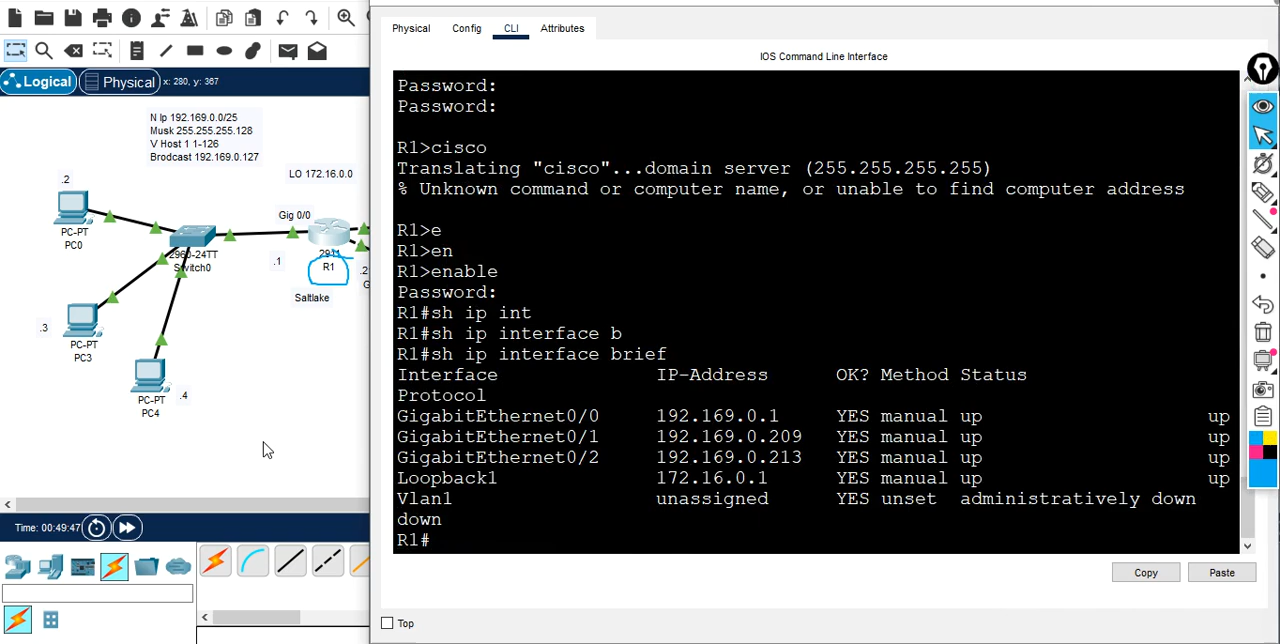 Physical
Config
CLI
Attributes
IOS Command Line Interface
Logical
Physical
x: 280, y: 367
N Ip 192.169.0.0/25
Musk 255.255.255.128
V Host 1 1-126
Brodcast 192.169.0.127
LO 172.16.0.0
.2
PC-PT
PC0
Gig 0/0
2960-24TT
Switch0
.1
2911
R1
.2
G
Saltlake
.3
PC-PT
PC3
.4
PC-PT
PC4
Password:
Password:
R1>cisco
Translating "cisco"...domain server (255.255.255.255)
% Unknown command or computer name, or unable to find computer address
R1>e
R1>en
R1>enable
Password:
R1#sh ip int
R1#sh ip interface b
R1#sh ip interface brief
Interface IP-Address OK? Method Status
Protocol
GigabitEthernet0/0 192.169.0.1 YES manual up up
GigabitEthernet0/1 192.169.0.209 YES manual up up
GigabitEthernet0/2 192.169.0.213 YES manual up up
Loopback1 172.16.0.1 YES manual up up
Vlan1 unassigned YES unset administratively down
down
R1#
Time: 00:49:47
Copy
Paste
Top